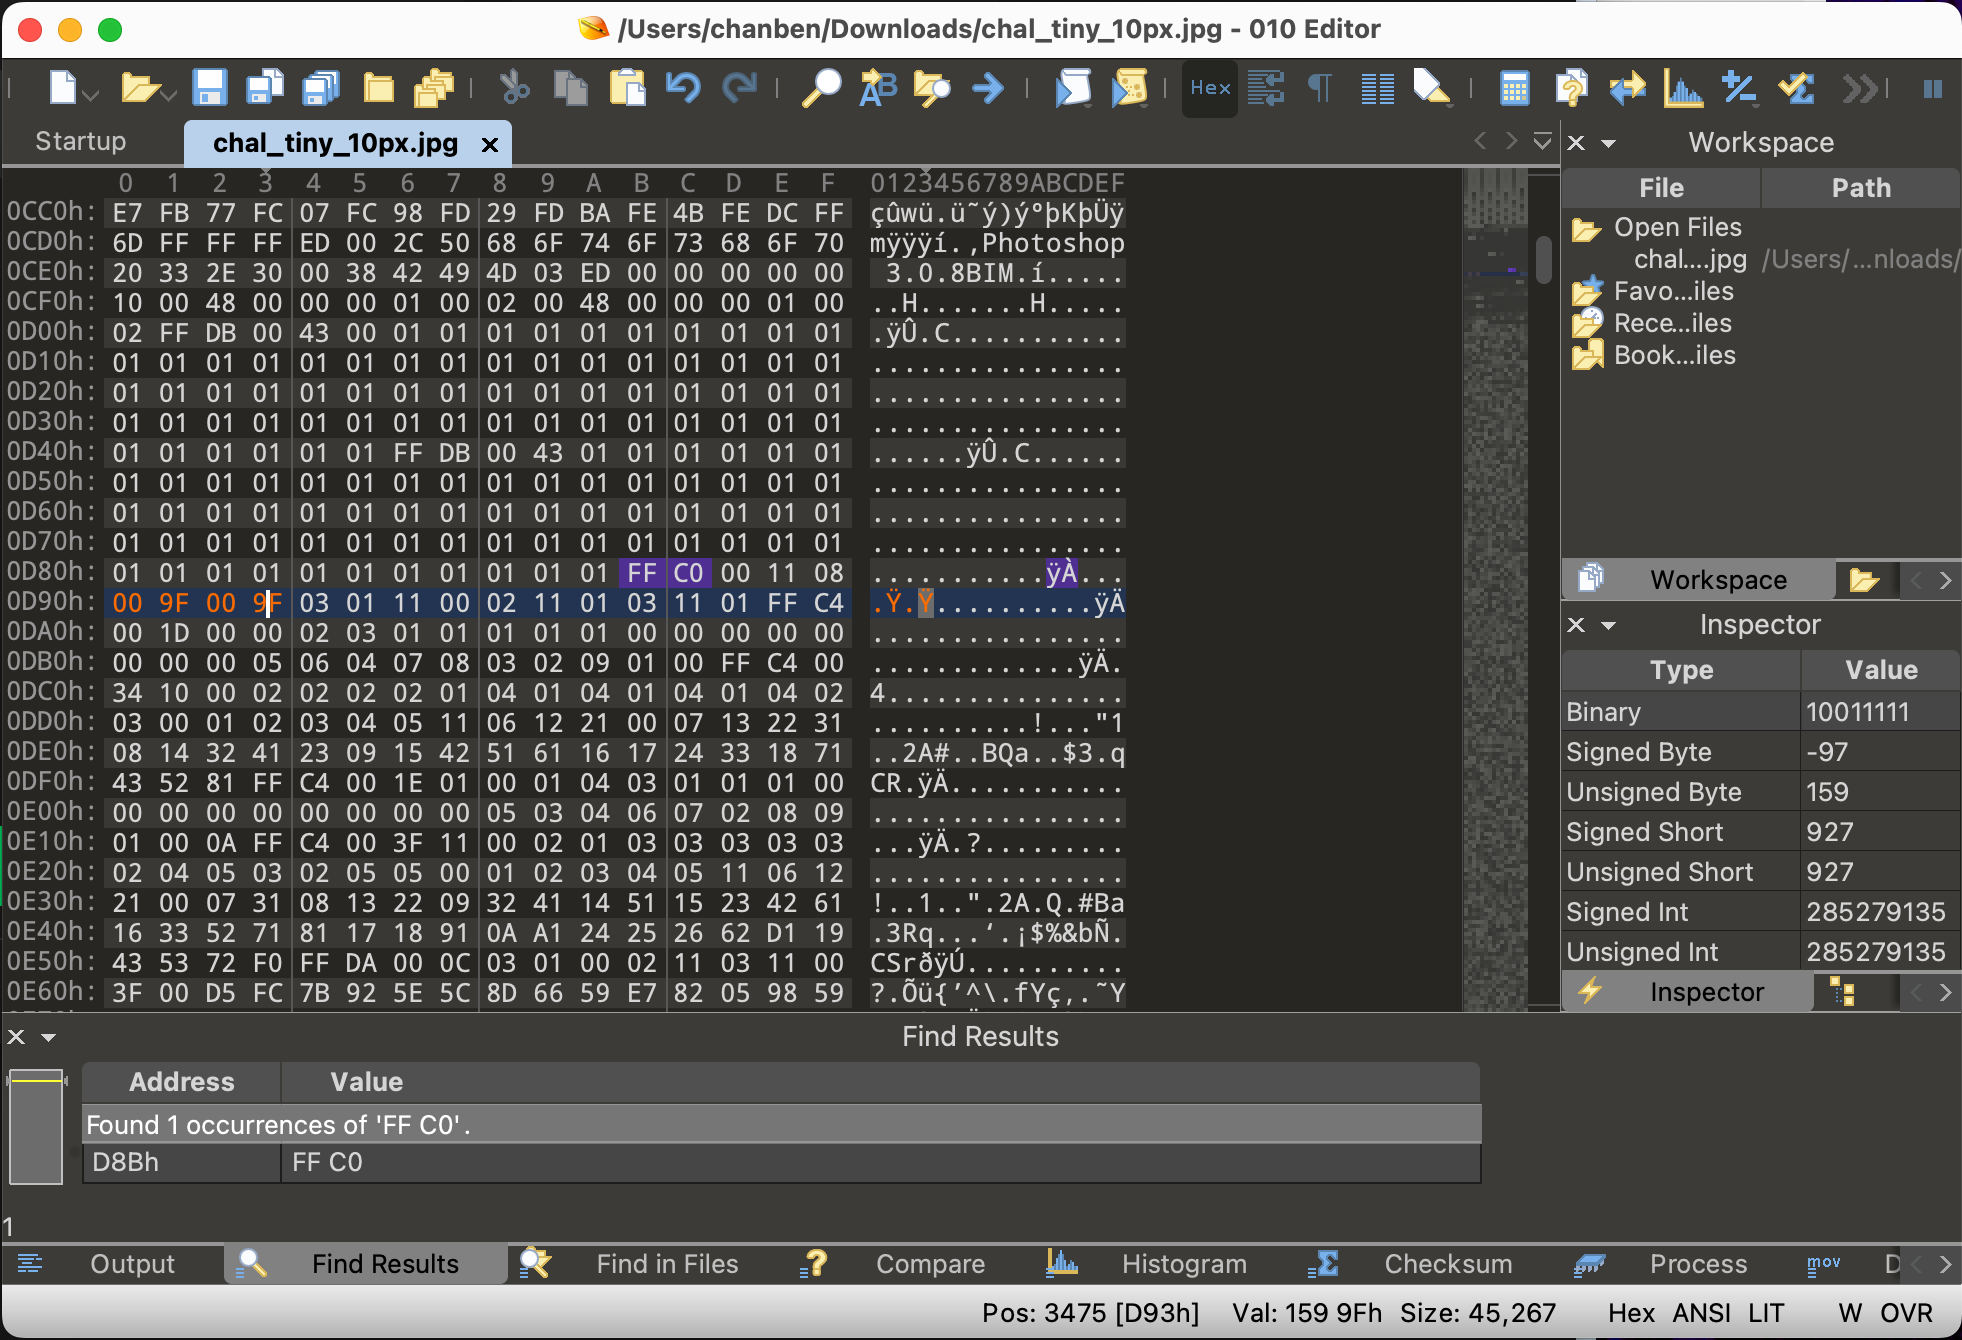 /Users/chanben/Downloads/chal_tiny_10px.jpg - 010 Editor
Hex
Startup
chal_tiny_10px.jpg
Workspace
0 1 2 3 4 5 6 7 8 9 A B C D E F 0123456789ABCDEF
0CC0h: E7 FB 77 FC 07 FC 98 FD 29 FD BA FE 4B FE DC FF çûwü.ü˜ý)ýºþKþÜÿ
0CD0h: 6D FF FF FF ED 00 2C 50 68 6F 74 6F 73 68 6F 70 mÿÿÿí.,Photoshop
0CE0h: 20 33 2E 30 00 38 42 49 4D 03 ED 00 00 00 00 00 3.0.8BIM.í.....
0CF0h: 10 00 48 00 00 00 01 00 02 00 48 00 00 00 01 00 ..H.......H.....
0D00h: 02 FF DB 00 43 00 01 01 01 01 01 01 01 01 01 01 .ÿÛ.C...........
0D10h: 01 01 01 01 01 01 01 01 01 01 01 01 01 01 01 01 ................
0D20h: 01 01 01 01 01 01 01 01 01 01 01 01 01 01 01 01 ................
0D30h: 01 01 01 01 01 01 01 01 01 01 01 01 01 01 01 01 ................
0D40h: 01 01 01 01 01 01 FF DB 00 43 01 01 01 01 01 01 ......ÿÛ.C......
0D50h: 01 01 01 01 01 01 01 01 01 01 01 01 01 01 01 01 ................
0D60h: 01 01 01 01 01 01 01 01 01 01 01 01 01 01 01 01 ................
0D70h: 01 01 01 01 01 01 01 01 01 01 01 01 01 01 01 01 ................
0D80h: 01 01 01 01 01 01 01 01 01 01 01 FF C0 00 11 08 ...........ÿÀ...
0D90h: 00 9F 00 9F 03 01 11 00 02 11 01 03 11 01 FF C4 .Ÿ.Ÿ..........ÿÄ
0DA0h: 00 1D 00 00 02 03 01 01 01 01 01 00 00 00 00 00 ................
0DB0h: 00 00 00 05 06 04 07 08 03 02 09 01 00 FF C4 00 .............ÿÄ.
0DC0h: 34 10 00 02 02 02 02 01 04 01 04 01 04 01 04 02 4...............
0DD0h: 03 00 01 02 03 04 05 11 06 12 21 00 07 13 22 31 ..........!..."1
0DE0h: 08 14 32 41 23 09 15 42 51 61 16 17 24 33 18 71 ..2A#..BQa..$3.q
0DF0h: 43 52 81 FF C4 00 1E 01 00 01 04 03 01 01 01 00 CR.ÿÄ...........
0E00h: 00 00 00 00 00 00 00 00 05 03 04 06 07 02 08 09 ................
0E10h: 01 00 0A FF C4 00 3F 11 00 02 01 03 03 03 03 03 ...ÿÄ.?.........
0E20h: 02 04 05 03 02 05 05 00 01 02 03 04 05 11 06 12 ................
0E30h: 21 00 07 31 08 13 22 09 32 41 14 51 15 23 42 61 !..1..".2A.Q.#Ba
0E40h: 16 33 52 71 81 17 18 91 0A A1 24 25 26 62 D1 19 .3Rq...‘.¡$%&bÑ.
0E50h: 43 53 72 F0 FF DA 00 0C 03 01 00 02 11 03 11 00 CSrðÿÚ..........
0E60h: 3F 00 D5 FC 7B 92 5E 5C 8D 66 59 E7 82 05 98 59 ?.Õü{’^\.fYç‚.˜Y
File Path
Open Files
chal....jpg /Users/ ...nloads/
Favo...iles
Rece...iles
Book...iles
Workspace
Inspector
Type Value
Binary 10011111
Signed Byte -97
Unsigned Byte 159
Signed Short 927
Unsigned Short 927
Signed Int 285279135
Unsigned Int 285279135
Inspector
Find Results
Address Value
Found 1 occurrences of 'FF C0'.
D8Bh FF C0
1
Output Find Results Find in Files Compare Histogram Checksum Process mov D
Pos: 3475 [D93h] Val: 159 9Fh Size: 45,267 Hex ANSI LIT W OVR